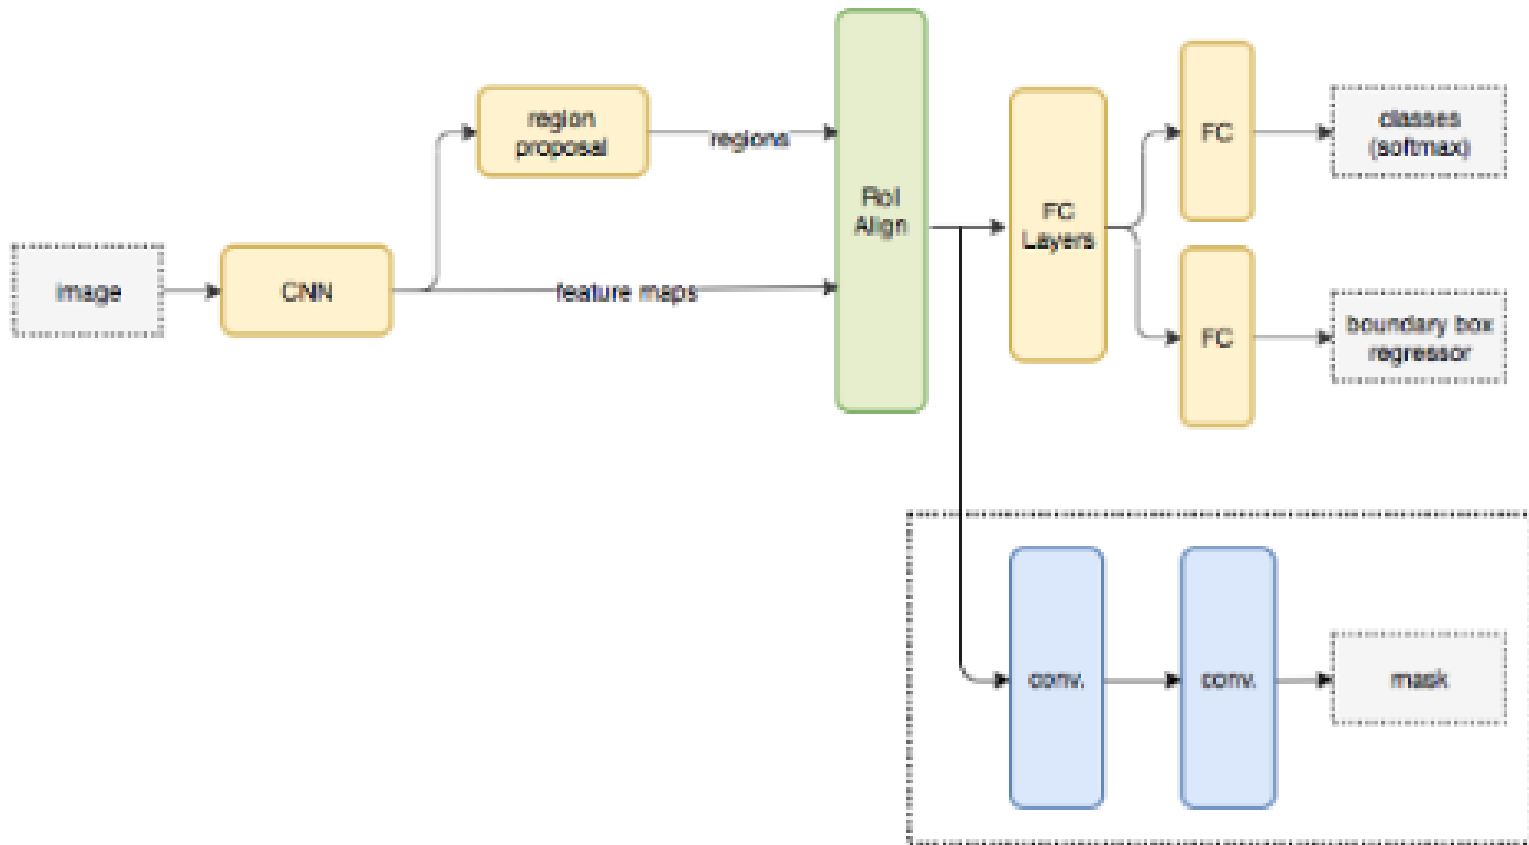 image
CNN
region
proposal
regions
feature maps
RoI
Align
FC
Layers
FC
classes
(softmax)
FC
boundary box
regressor
conv.
conv.
mask